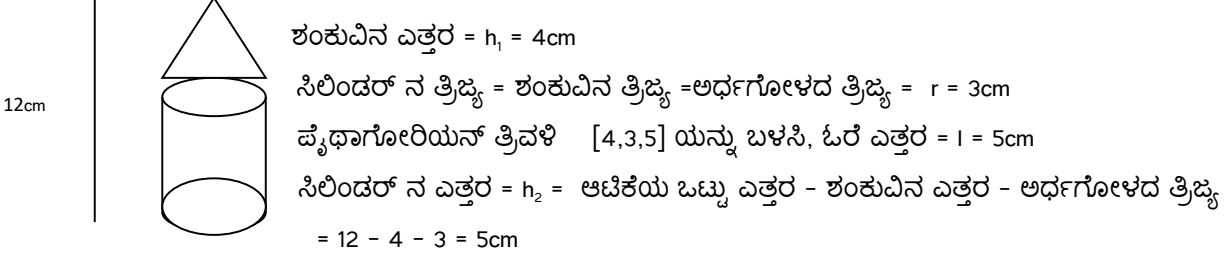 ಶಂಕುವಿನ ಎತ್ತರ = h₁ = 4cm
ಸಿಲಿಂಡರ್ ನ ತ್ರಿಜ್ಯ = ಶಂಕುವಿನ ತ್ರಿಜ್ಯ =ಅರ್ಧಗೋಳದ ತ್ರಿಜ್ಯ = r = 3cm
12cm
ಪೈಥಾಗೋರಿಯನ್ ತ್ರಿವಳಿ [4,3,5] ಯನ್ನು ಬಳಸಿ, ಓರೆ ಎತ್ತರ = l = 5cm
ಸಿಲಿಂಡರ್ ನ ಎತ್ತರ = h₂ = ಆಟಿಕೆಯ ಒಟ್ಟು ಎತ್ತರ – ಶಂಕುವಿನ ಎತ್ತರ – ಅರ್ಧಗೋಳದ ತ್ರಿಜ್ಯ
= 12 – 4 – 3 = 5cm